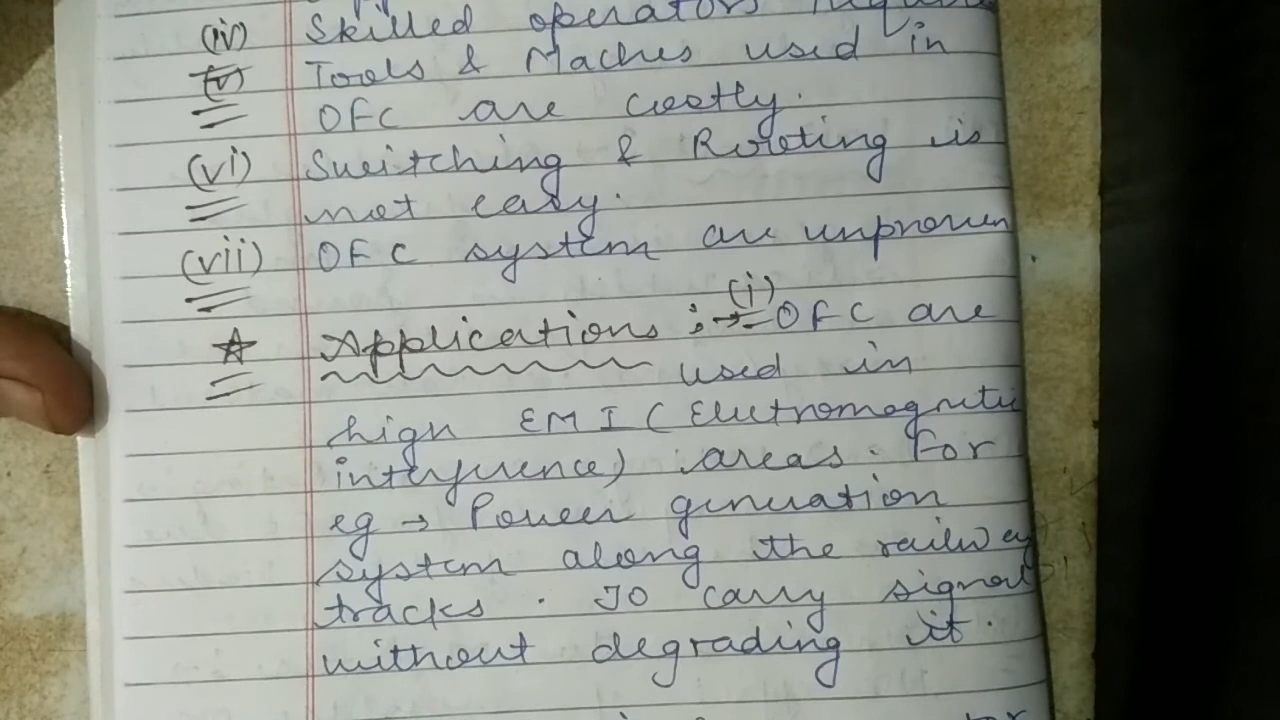 (iv) Skilled operators
(v) Tools & Maches used in
OFC are costly.
(vi) Switching & Routing is
not easy.
(vii) OFC system are unproven
☆ Applications :→ (i) OFC are
used in
high EMI (Electromagnetic
interference) areas. For
eg → Power generation
system along the railway
tracks. To carry signal
without degrading it.